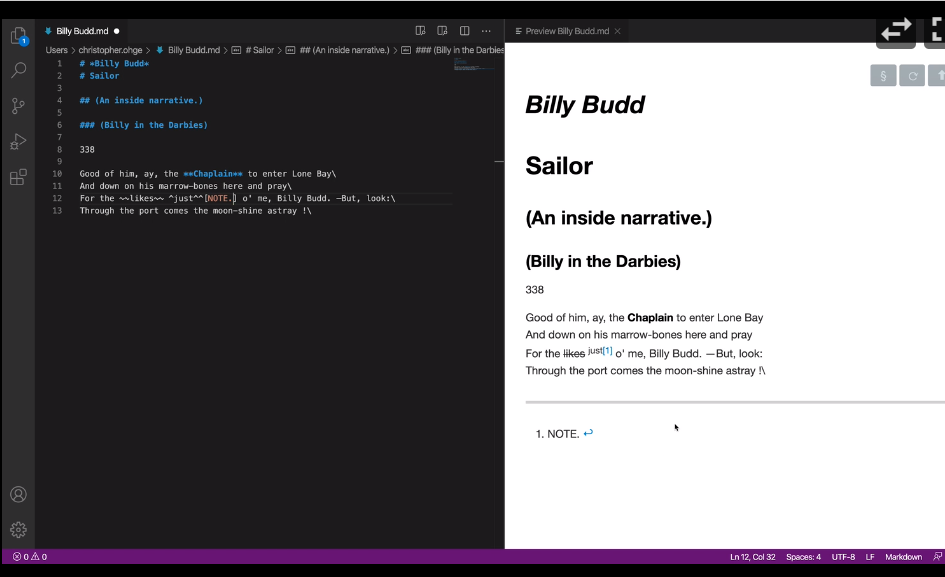 Billy Budd.md ●
Preview Billy Budd.md ×
Users > christopher.ohge > Billy Budd.md > # Sailor > ## (An inside narrative.) > ### (Billy in the Darbies
1 # *Billy Budd*
2 # Sailor
3
4 ## (An inside narrative.)
5
6 ### (Billy in the Darbies)
7
8 338
9
10 Good of him, ay, the **Chaplain** to enter Lone Bay\
11 And down on his marrow-bones here and pray\
12 For the ~~likes~~ ^just^^[NOTE.] o' me, Billy Budd. —But, look:\
13 Through the port comes the moon-shine astray !\
1
§
Billy Budd
Sailor
(An inside narrative.)
(Billy in the Darbies)
338
Good of him, ay, the Chaplain to enter Lone Bay
And down on his marrow-bones here and pray
For the likes just[1] o' me, Billy Budd. —But, look:
Through the port comes the moon-shine astray !\
1. NOTE. ↩
0 0
Ln 12, Col 32 Spaces: 4 UTF-8 LF Markdown